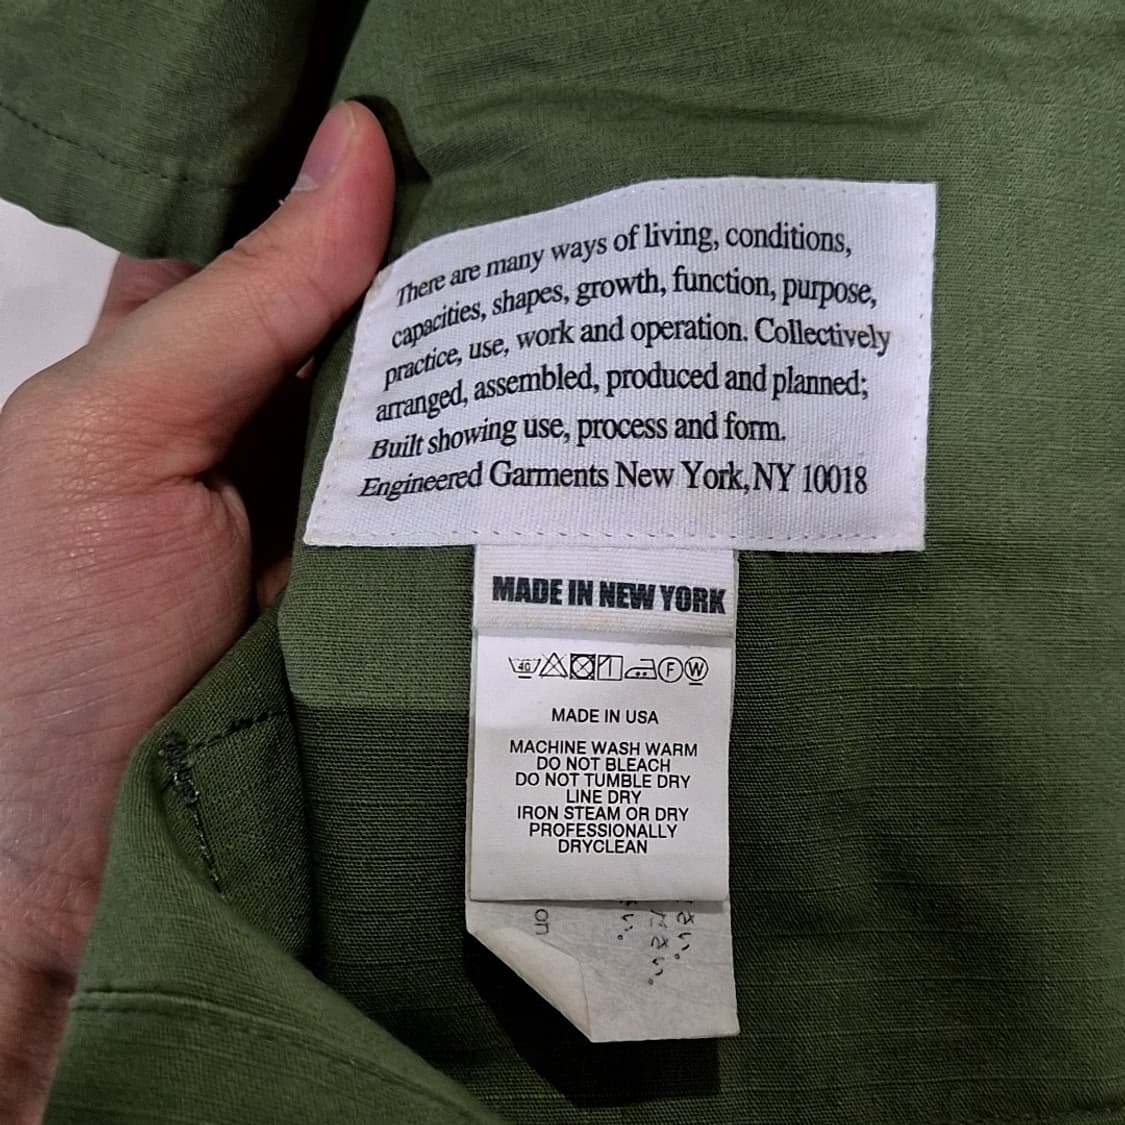 There are many ways of living, conditions,
capacities, shapes, growth, function, purpose,
practice, use, work and operation. Collectively
arranged, assembled, produced and planned;
Built showing use, process and form.
Engineered Garments New York, NY 10018
MADE IN NEW YORK
40 F W
MADE IN USA
MACHINE WASH WARM
DO NOT BLEACH
DO NOT TUMBLE DRY
LINE DRY
IRON STEAM OR DRY
PROFESSIONALLY
DRYCLEAN
on